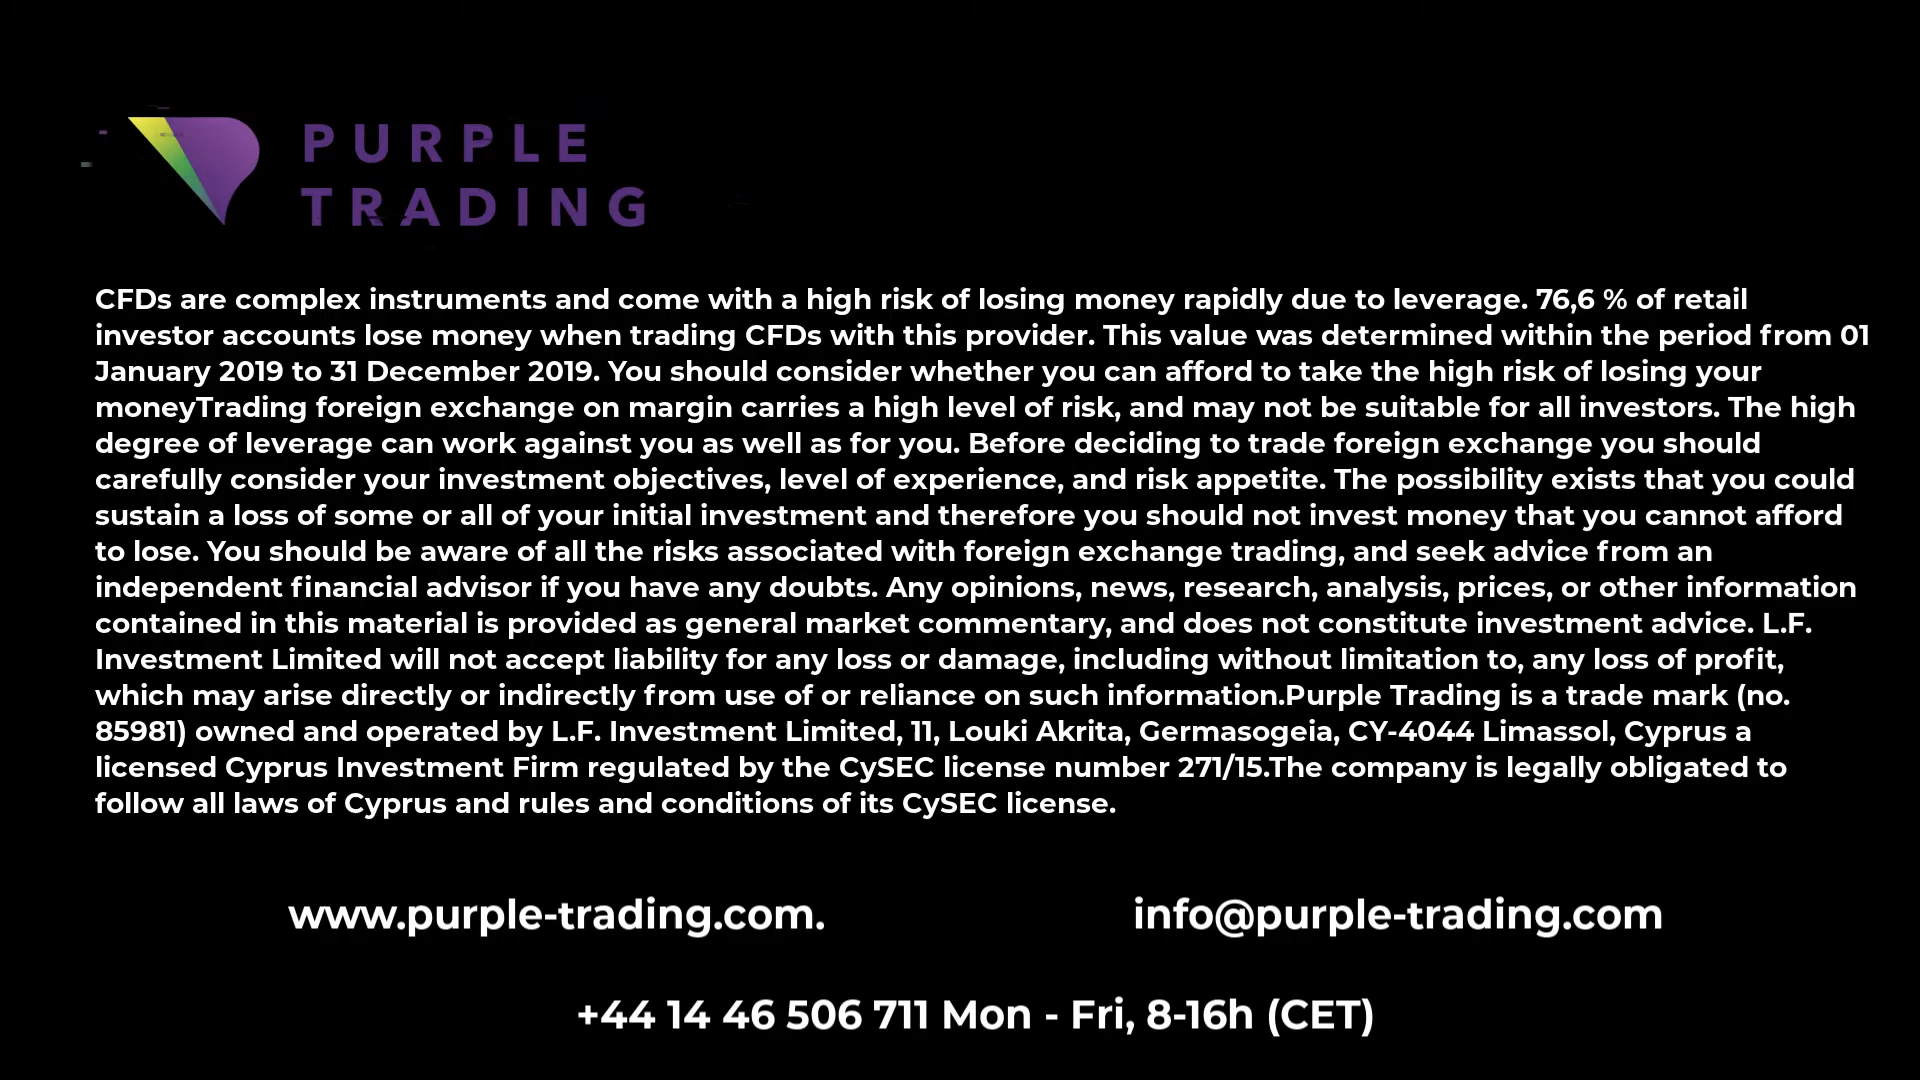 PURPLE
TRADING
CFDs are complex instruments and come with a high risk of losing money rapidly due to leverage. 76,6 % of retail
investor accounts lose money when trading CFDs with this provider. This value was determined within the period from 01
January 2019 to 31 December 2019. You should consider whether you can afford to take the high risk of losing your
moneyTrading foreign exchange on margin carries a high level of risk, and may not be suitable for all investors. The high
degree of leverage can work against you as well as for you. Before deciding to trade foreign exchange you should
carefully consider your investment objectives, level of experience, and risk appetite. The possibility exists that you could
sustain a loss of some or all of your initial investment and therefore you should not invest money that you cannot afford
to lose. You should be aware of all the risks associated with foreign exchange trading, and seek advice from an
independent financial advisor if you have any doubts. Any opinions, news, research, analysis, prices, or other information
contained in this material is provided as general market commentary, and does not constitute investment advice. L.F.
Investment Limited will not accept liability for any loss or damage, including without limitation to, any loss of profit,
which may arise directly or indirectly from use of or reliance on such information.Purple Trading is a trade mark (no.
85981) owned and operated by L.F. Investment Limited, 11, Louki Akrita, Germasogeia, CY-4044 Limassol, Cyprus a
licensed Cyprus Investment Firm regulated by the CySEC license number 271/15.The company is legally obligated to
follow all laws of Cyprus and rules and conditions of its CySEC license.
www.purple-trading.com.
info@purple-trading.com
+44 14 46 506 711 Mon - Fri, 8-16h (CET)